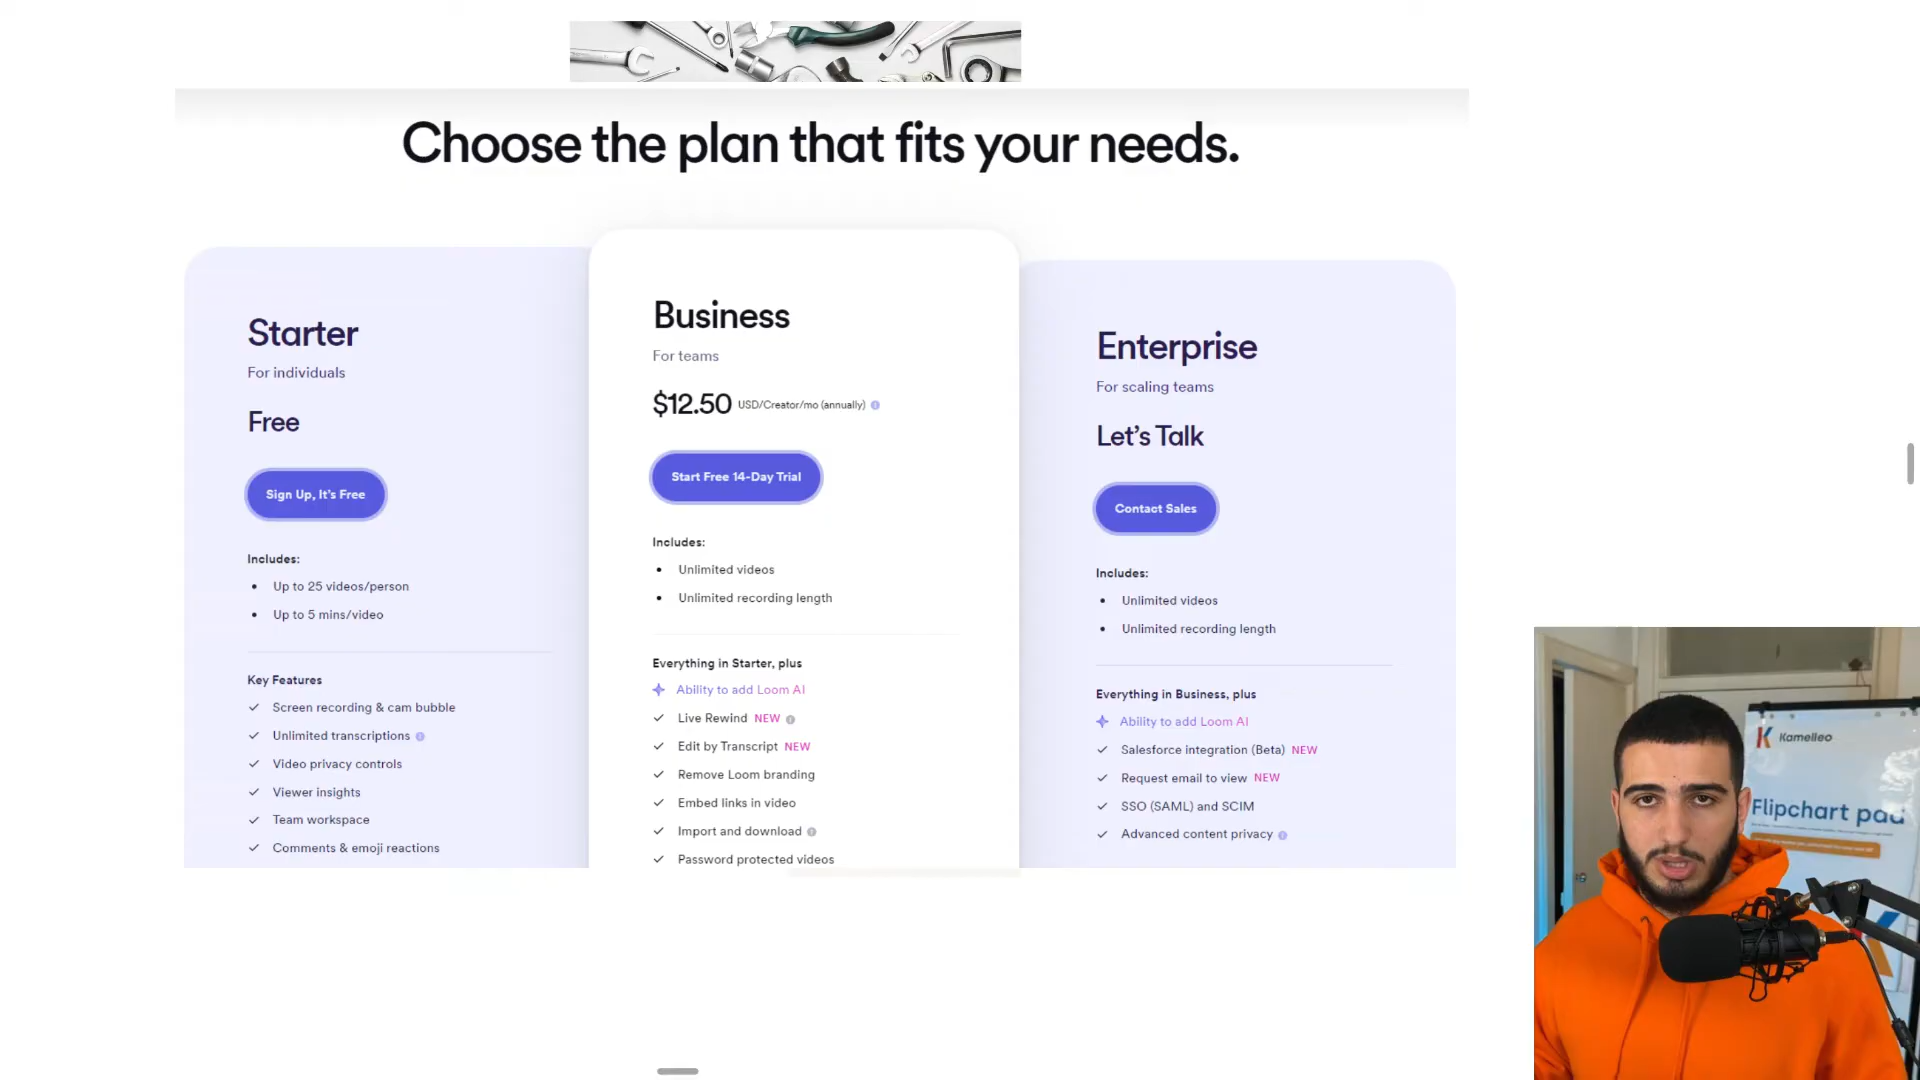 Choose the plan that fits your needs.
Starter
For individuals
Free
Sign Up, It's Free
Includes:
Up to 25 videos/person
Up to 5 mins/video
Key Features
Screen recording & cam bubble
Unlimited transcriptions
Video privacy controls
Viewer insights
Team workspace
Comments & emoji reactions
Business
For teams
$12.50 USD/Creator/mo (annually)
Start Free 14-Day Trial
Includes:
Unlimited videos
Unlimited recording length
Everything in Starter, plus
Ability to add Loom AI
Live Rewind NEW
Edit by Transcript NEW
Remove Loom branding
Embed links in video
Import and download
Password protected videos
Enterprise
For scaling teams
Let's Talk
Contact Sales
Includes:
Unlimited videos
Unlimited recording length
Everything in Business, plus
Ability to add Loom AI
Salesforce integration (Beta) NEW
Request email to view NEW
SSO (SAML) and SCIM
Advanced content privacy
Kamelleo
Flipchart pad